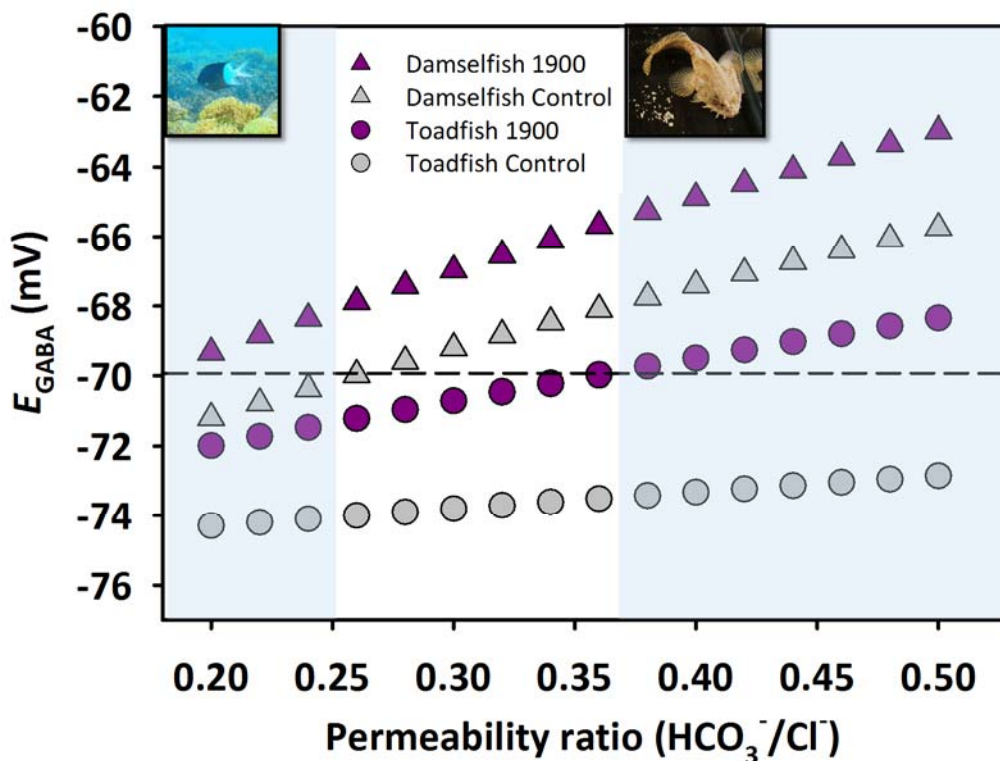 -60
-62
-64
-66
-68
-70
-72
-74
-76
E_GABA (mV)
Damselfish 1900
Damselfish Control
Toadfish 1900
Toadfish Control
0.20 0.25 0.30 0.35 0.40 0.45 0.50
Permeability ratio (HCO₃⁻/Cl⁻)